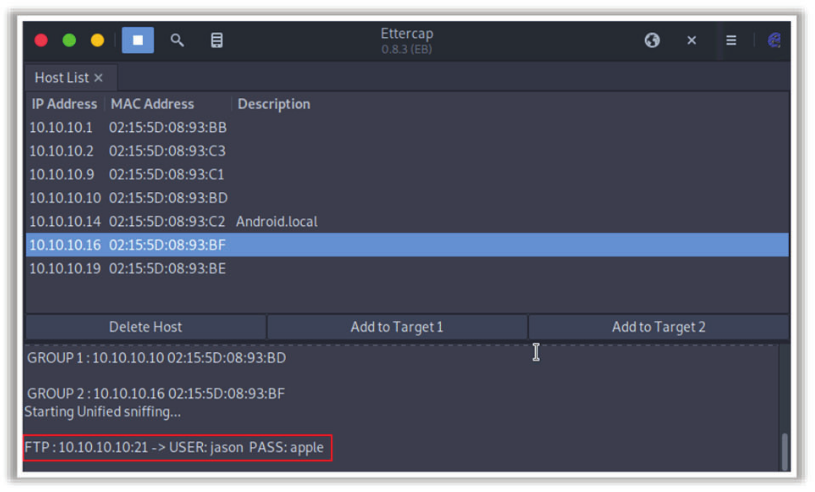 Ettercap
0.8.3 (EB)
Host List ×
IP Address MAC Address Description
10.10.10.1 02:15:5D:08:93:BB
10.10.10.2 02:15:5D:08:93:C3
10.10.10.9 02:15:5D:08:93:C1
10.10.10.10 02:15:5D:08:93:BD
10.10.10.14 02:15:5D:08:93:C2 Android.local
10.10.10.16 02:15:5D:08:93:BF
10.10.10.19 02:15:5D:08:93:BE
Delete Host Add to Target 1 Add to Target 2
GROUP 1 : 10.10.10.10 02:15:5D:08:93:BD
GROUP 2 : 10.10.10.16 02:15:5D:08:93:BF
Starting Unified sniffing...
FTP : 10.10.10.10:21 -> USER: jason PASS: apple